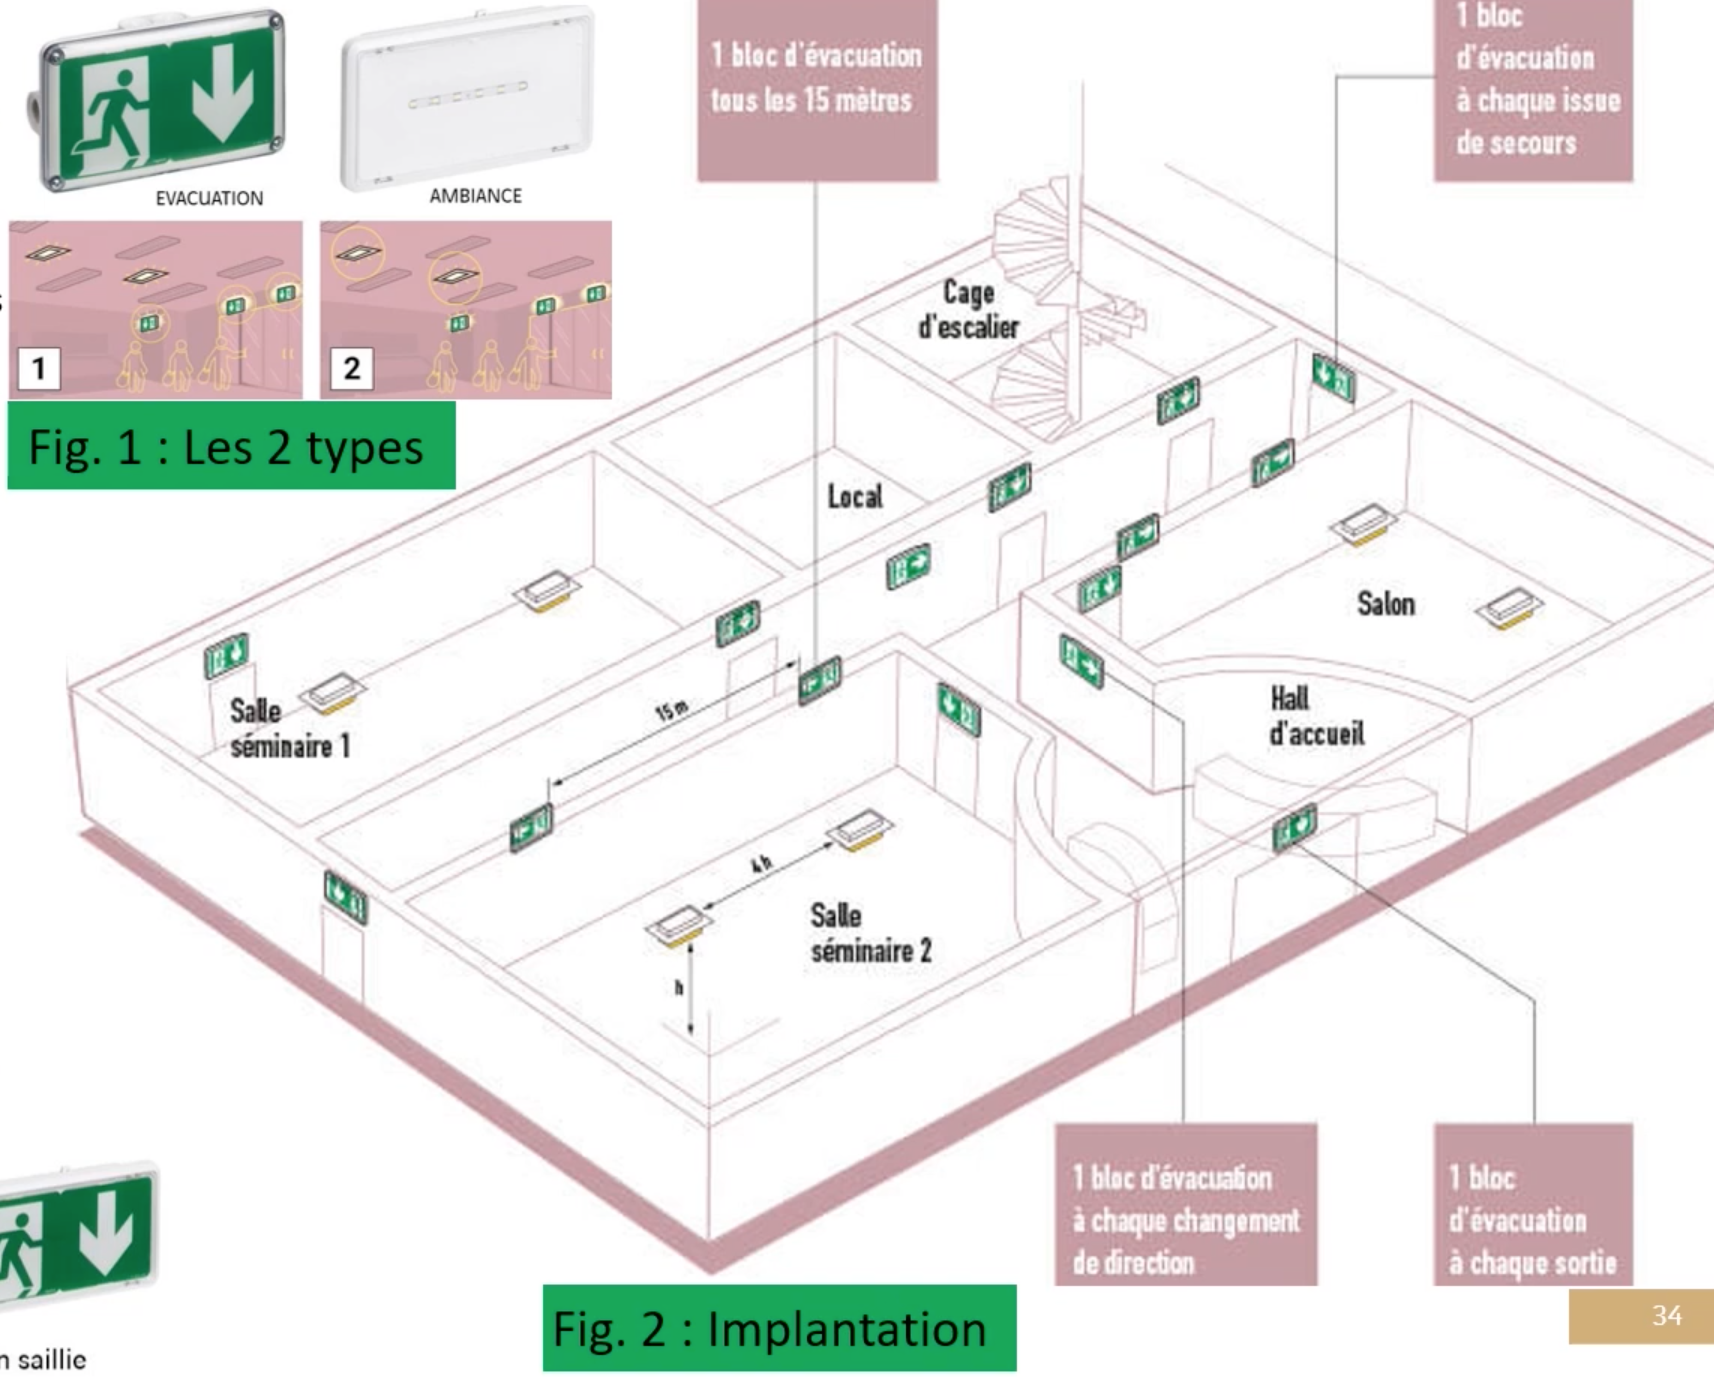 1 bloc d'évacuation
tous les 15 mètres
1 bloc
d'évacuation
à chaque issue
de secours
EVACUATION
AMBIANCE
s
1
2
Fig. 1 : Les 2 types
Cage
d'escalier
Local
Salon
Salle
séminaire 1
Hall
d'accueil
15 m
4 h
h
Salle
séminaire 2
1 bloc d'évacuation
à chaque changement
de direction
1 bloc
d'évacuation
à chaque sortie
Fig. 2 : Implantation
34
n saillie